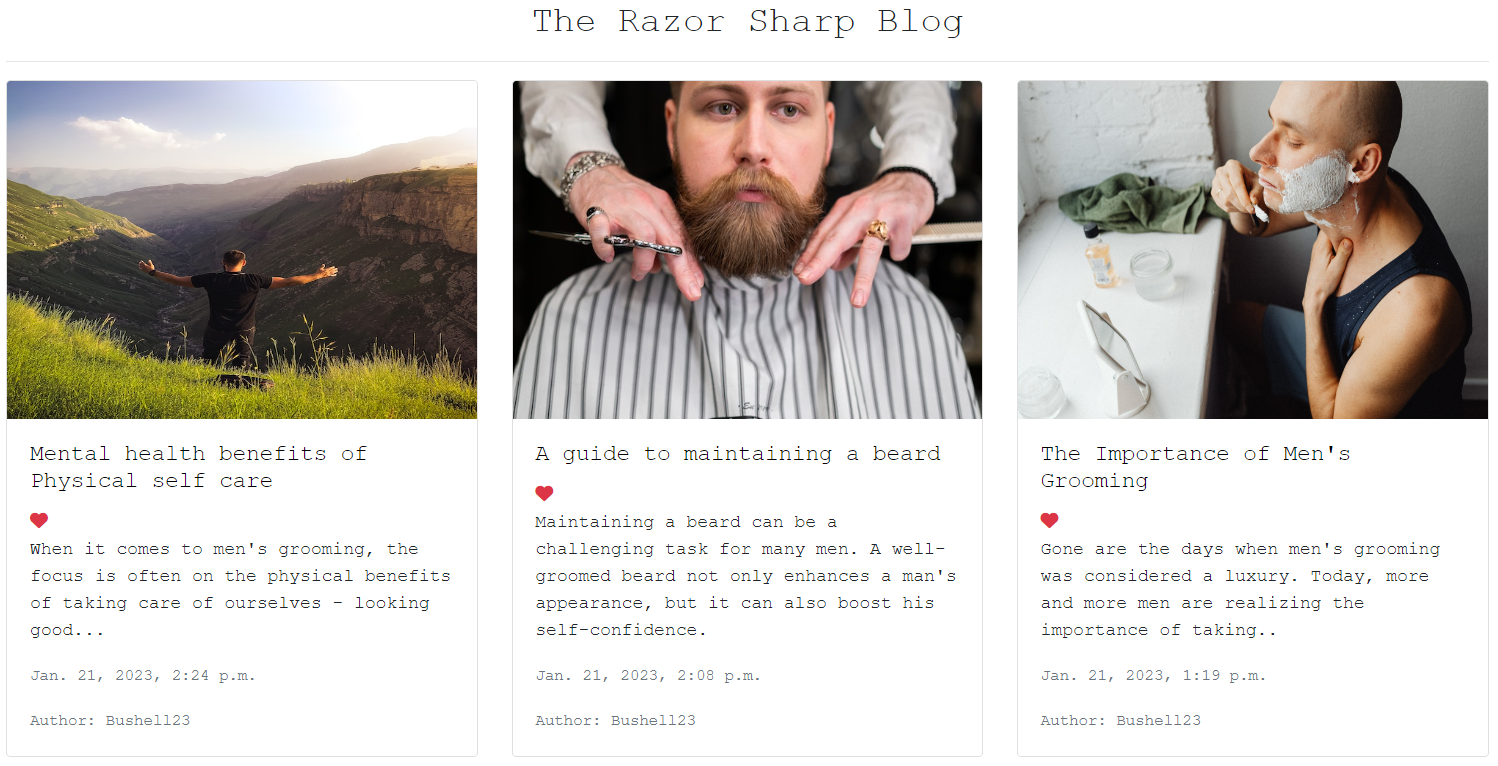 The Razor Sharp Blog
Mental health benefits of
Physical self care
When it comes to men's grooming, the
focus is often on the physical benefits
of taking care of ourselves - looking
good...
Jan. 21, 2023, 2:24 p.m.
Author: Bushell23
A guide to maintaining a beard
Maintaining a beard can be a
challenging task for many men. A well-
groomed beard not only enhances a man's
appearance, but it can also boost his
self-confidence.
Jan. 21, 2023, 2:08 p.m.
Author: Bushell23
The Importance of Men's
Grooming
Gone are the days when men's grooming
was considered a luxury. Today, more
and more men are realizing the
importance of taking..
Jan. 21, 2023, 1:19 p.m.
Author: Bushell23